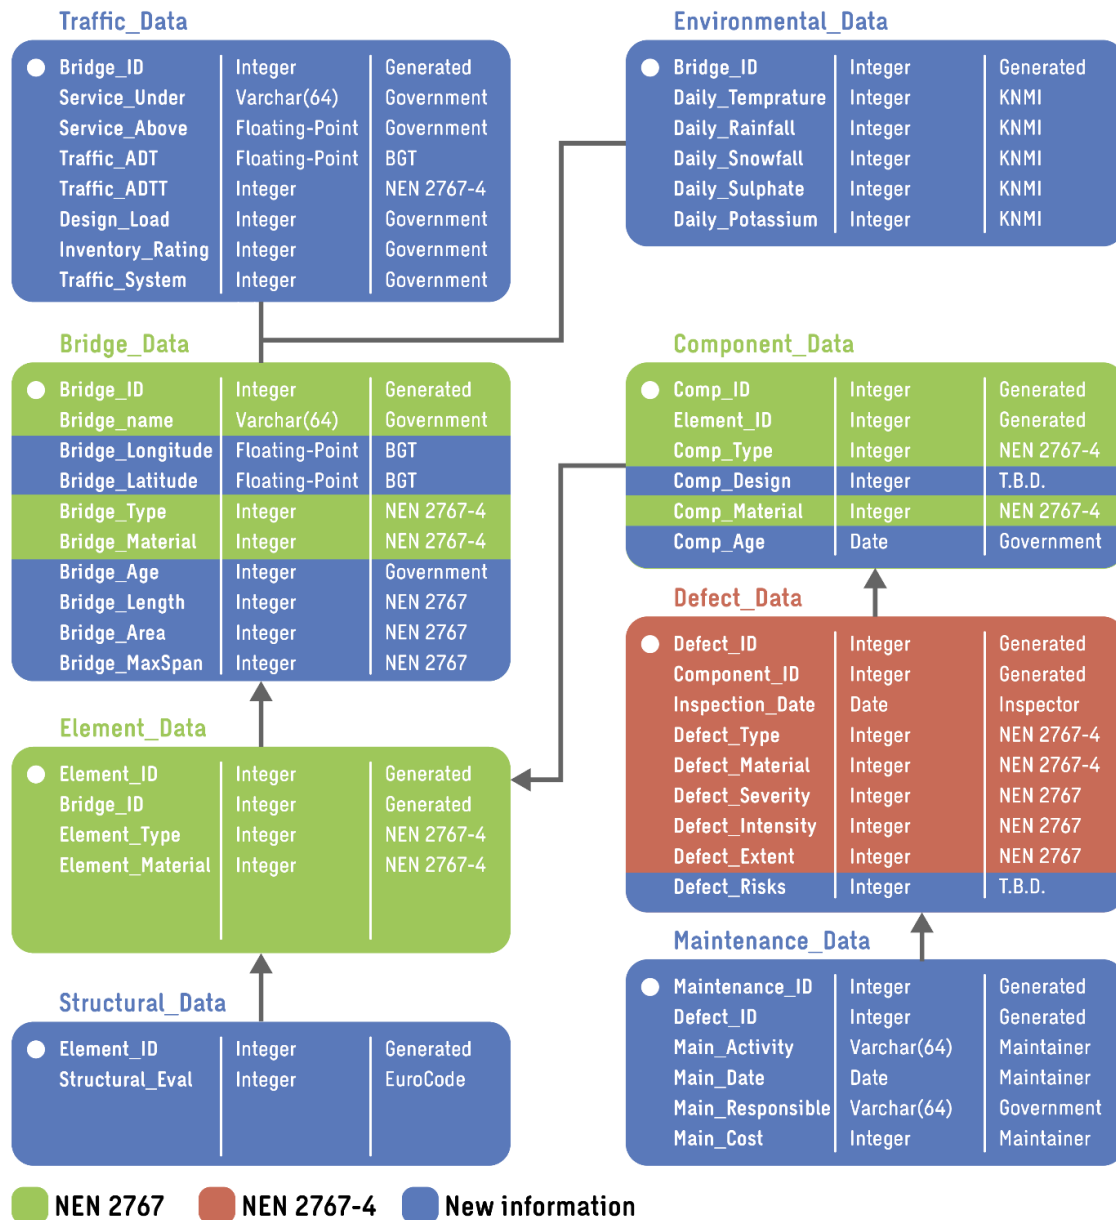 Traffic_Data
Bridge_ID Integer Generated
Service_Under Varchar(64) Government
Service_Above Floating-Point Government
Traffic_ADT Floating-Point BGT
Traffic_ADTT Integer NEN 2767-4
Design_Load Integer Government
Inventory_Rating Integer Government
Traffic_System Integer Government
Environmental_Data
Bridge_ID Integer Generated
Daily_Temprature Integer KNMI
Daily_Rainfall Integer KNMI
Daily_Snowfall Integer KNMI
Daily_Sulphate Integer KNMI
Daily_Potassium Integer KNMI
Bridge_Data
Bridge_ID Integer Generated
Bridge_name Varchar(64) Government
Bridge_Longitude Floating-Point BGT
Bridge_Latitude Floating-Point BGT
Bridge_Type Integer NEN 2767-4
Bridge_Material Integer NEN 2767-4
Bridge_Age Integer Government
Bridge_Length Integer NEN 2767
Bridge_Area Integer NEN 2767
Bridge_MaxSpan Integer NEN 2767
Component_Data
Comp_ID Integer Generated
Element_ID Integer Generated
Comp_Type Integer NEN 2767-4
Comp_Design Integer T.B.D.
Comp_Material Integer NEN 2767-4
Comp_Age Date Government
Defect_Data
Defect_ID Integer Generated
Component_ID Integer Generated
Inspection_Date Date Inspector
Defect_Type Integer NEN 2767-4
Defect_Material Integer NEN 2767-4
Defect_Severity Integer NEN 2767
Defect_Intensity Integer NEN 2767
Defect_Extent Integer NEN 2767
Defect_Risks Integer T.B.D.
Element_Data
Element_ID Integer Generated
Bridge_ID Integer Generated
Element_Type Integer NEN 2767-4
Element_Material Integer NEN 2767-4
Structural_Data
Element_ID Integer Generated
Structural_Eval Integer EuroCode
Maintenance_Data
Maintenance_ID Integer Generated
Defect_ID Integer Generated
Main_Activity Varchar(64) Maintainer
Main_Date Date Maintainer
Main_Responsible Varchar(64) Government
Main_Cost Integer Maintainer
NEN 2767 NEN 2767-4 New information